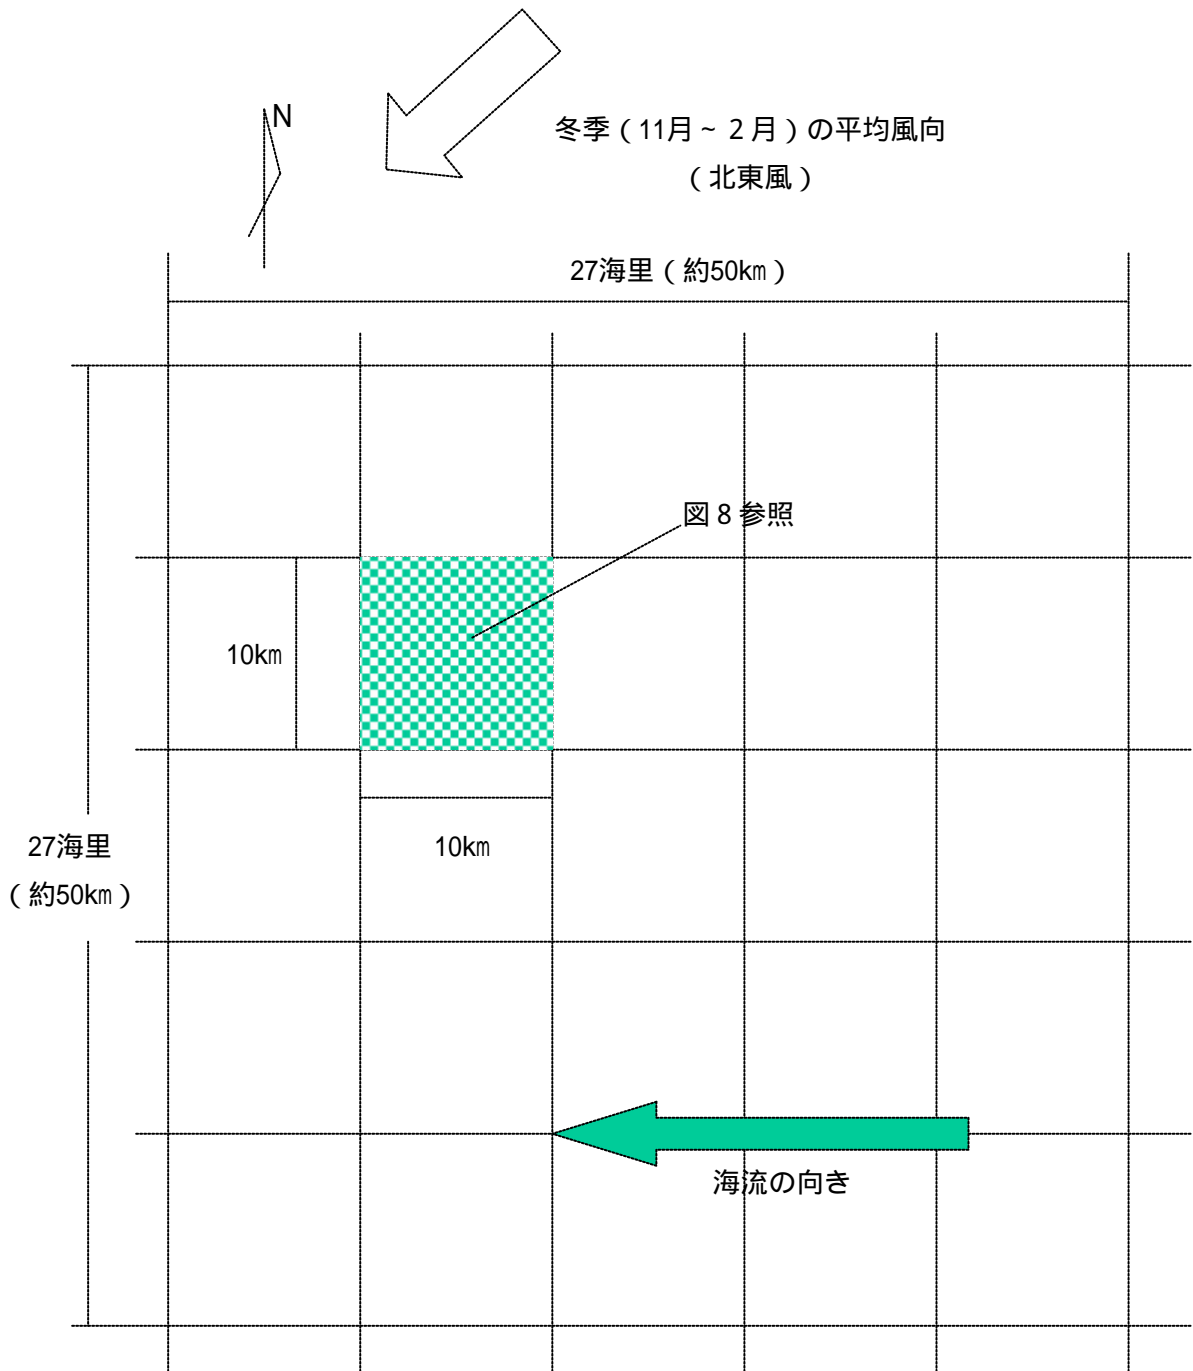 N
冬季（11月~２月）の平均風向
（北東風）
27海里（約50㎞）
図８参照
10㎞
10㎞
27海里
（約50㎞）
海流の向き